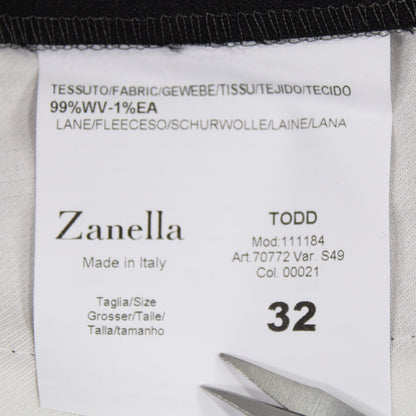 TESSUTO/FABRIC/GEWEBE/TISSU/TEJIDO/TECIDO
99%WV-1%EA
LANE/FLEECESO/SCHURWOLLE/LAINE/LANA
Zanella
Made in Italy
TODD
Mod:111184
Art.70772 Var. S49
Col. 00021
Taglia/Size
Grosser/Talle/
Talla/tamanho
32